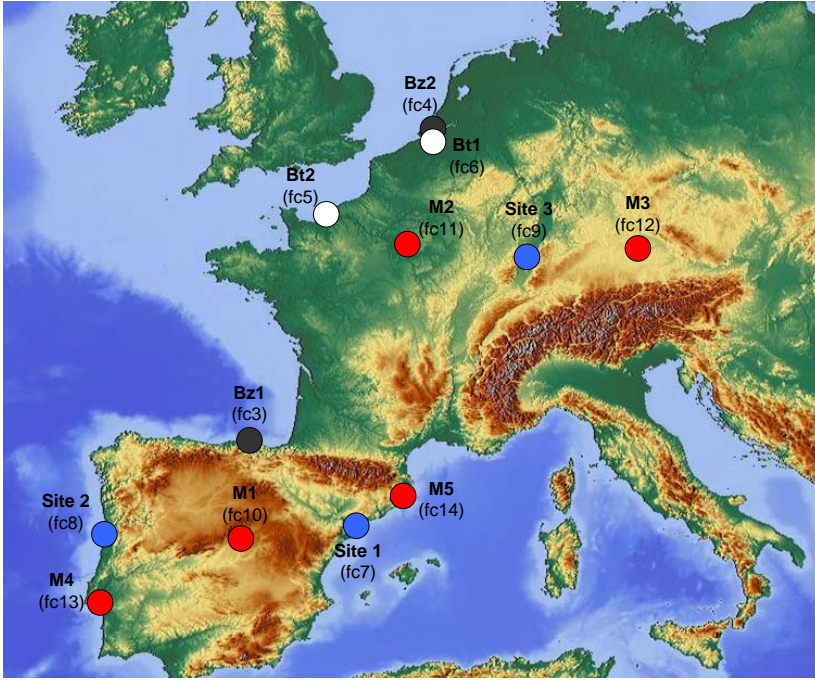 Bz2
(fc4)
Bt1
(fc6)
Bt2
(fc5)
M2
(fc11)
Site 3
(fc9)
M3
(fc12)
Bz1
(fc3)
M5
(fc14)
M1
(fc10)
Site 2
(fc8)
Site 1
(fc7)
M4
(fc13)